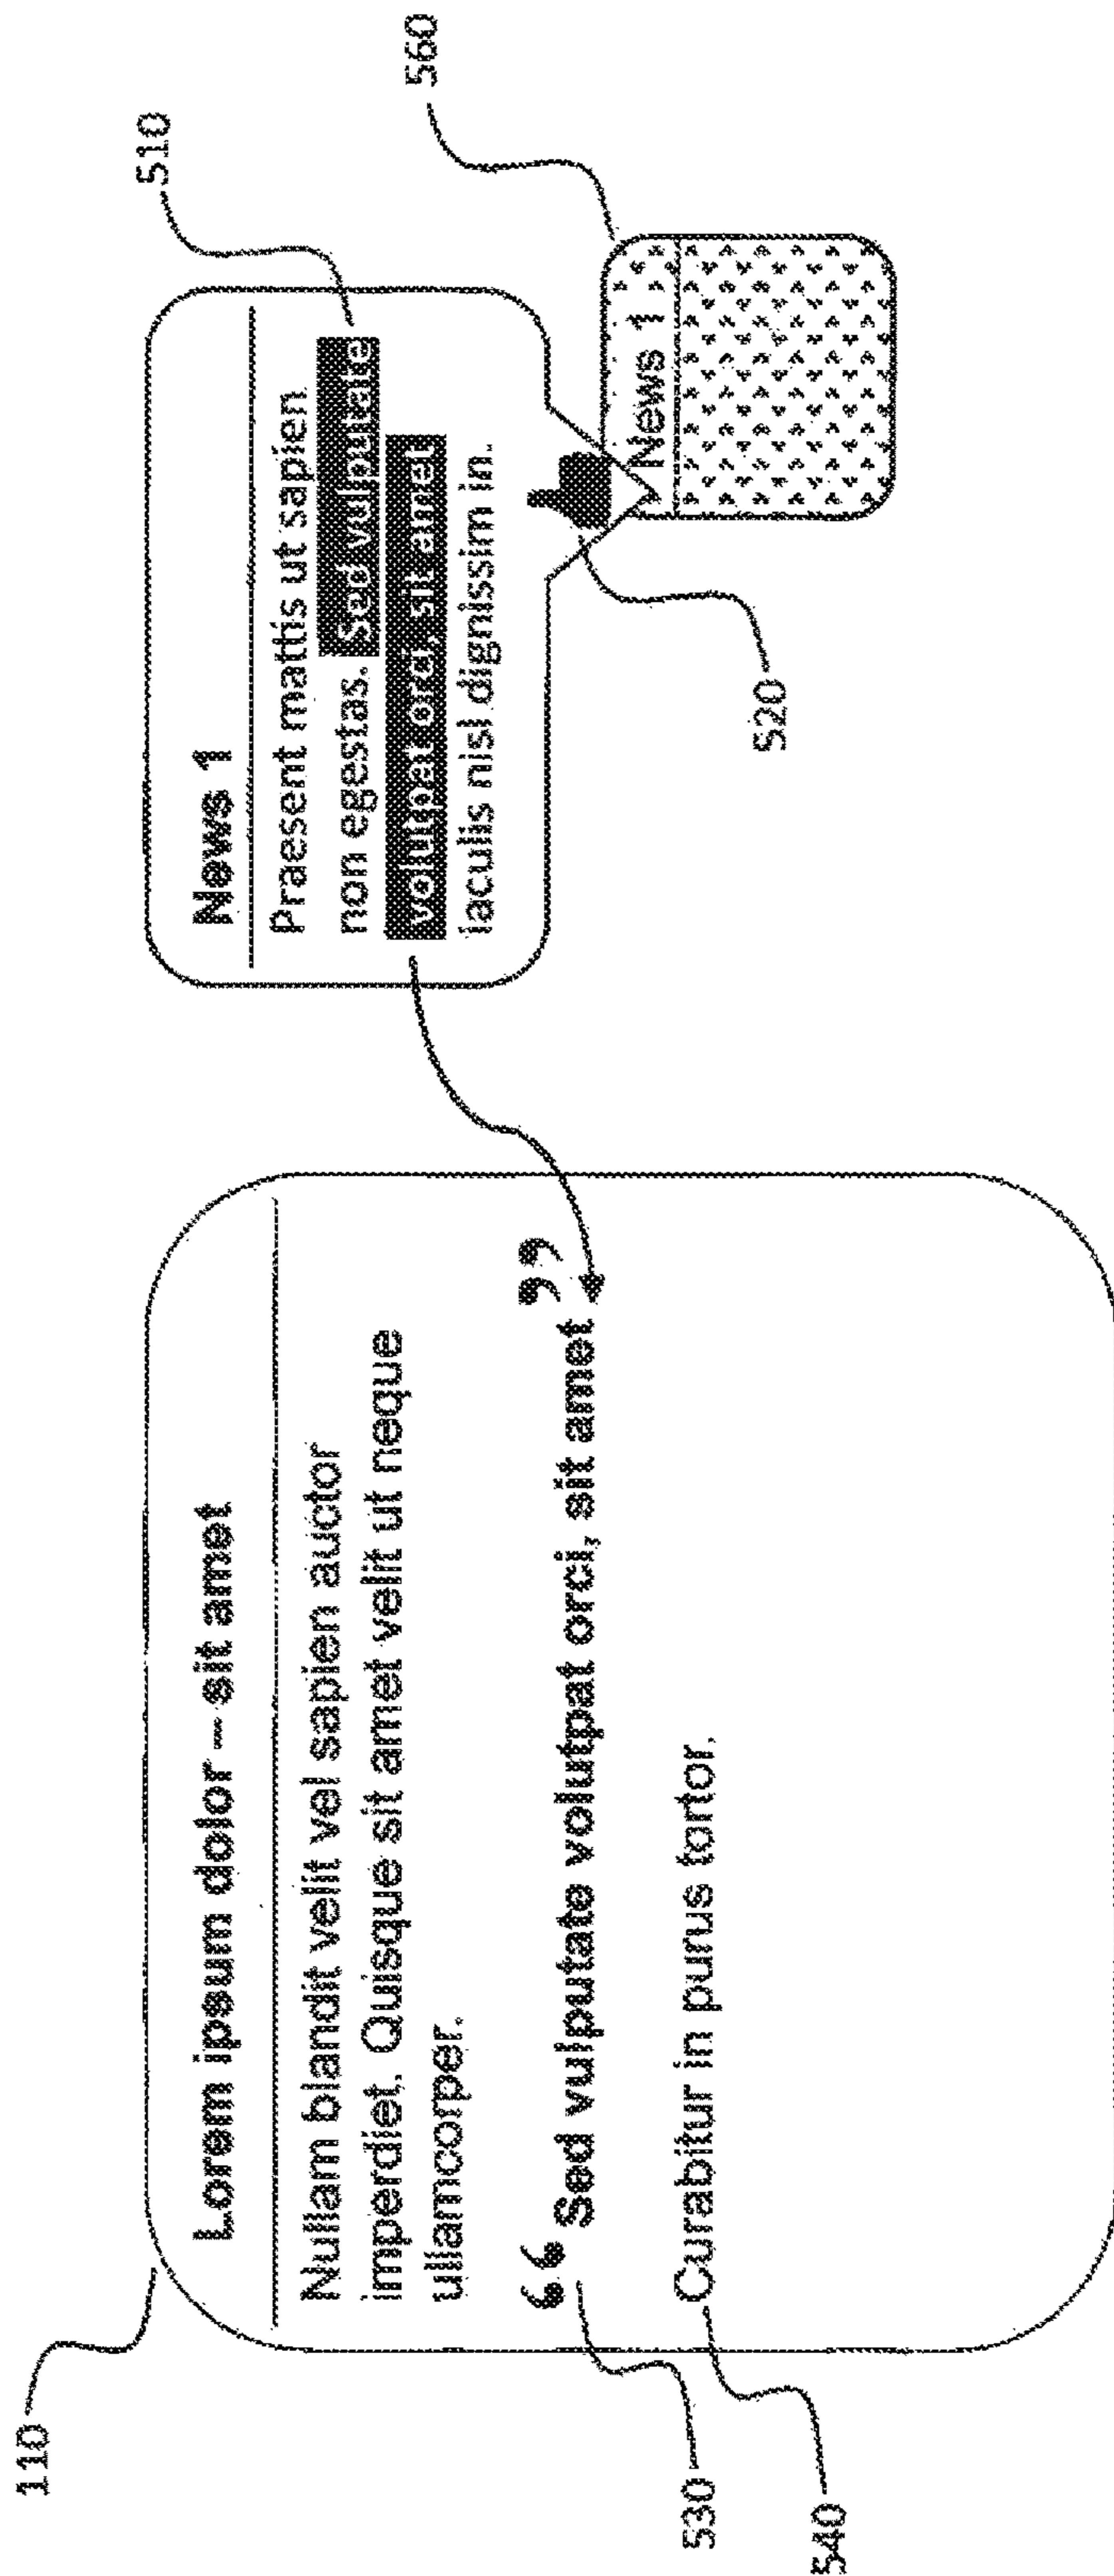 110
Lorem ipsum dolor – sit amet
Nullam blandit velit vel sapien auctor
imperdiet. Quisque sit amet velit ut neque
ullamcorper.
“ Sed vulputate volutpat orci, sit amet ”
Curabitur in purus tortor.
530
540
News 1
Praesent mattis ut sapien
non egestas. Sed vulputate
volutpat orci, sit amet
iaculis nisl dignissim in.
510
520
News 1
560